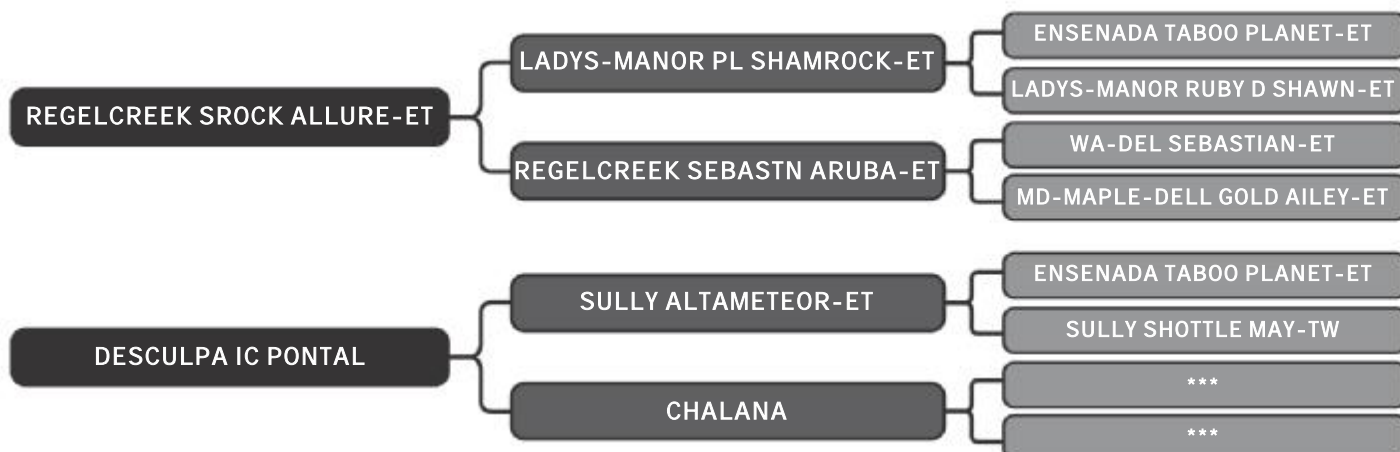 REGELCREEK SROCK ALLURE-ET
LADYS-MANOR PL SHAMROCK-ET
ENSENADA TABOO PLANET-ET
LADYS-MANOR RUBY D SHAWN-ET
REGELCREEK SEBASTN ARUBA-ET
WA-DEL SEBASTIAN-ET
MD-MAPLE-DELL GOLD AILEY-ET
DESCULPA IC PONTAL
SULLY ALTAMETEOR-ET
ENSENADA TABOO PLANET-ET
SULLY SHOTTLE MAY-TW
CHALANA
***
***